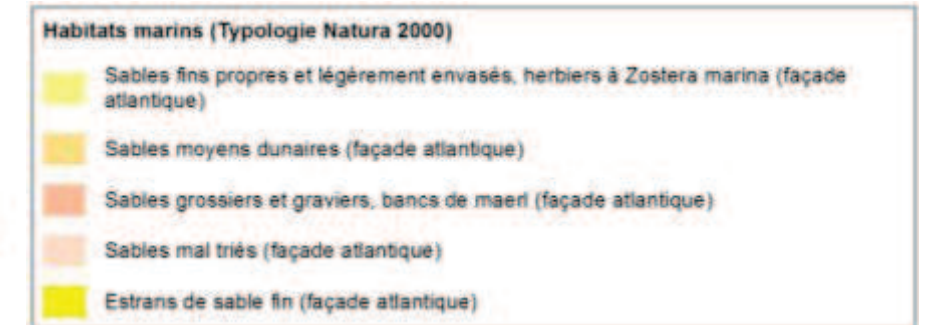 Habitats marins (Typologie Natura 2000)
Sables fins propres et légèrement envasés, herbiers à Zostera marina (façade
atlantique)
Sables moyens dunaires (façade atlantique)
Sables grossiers et graviers, bancs de maerl (façade atlantique)
Sables mal triés (façade atlantique)
Estrans de sable fin (façade atlantique)